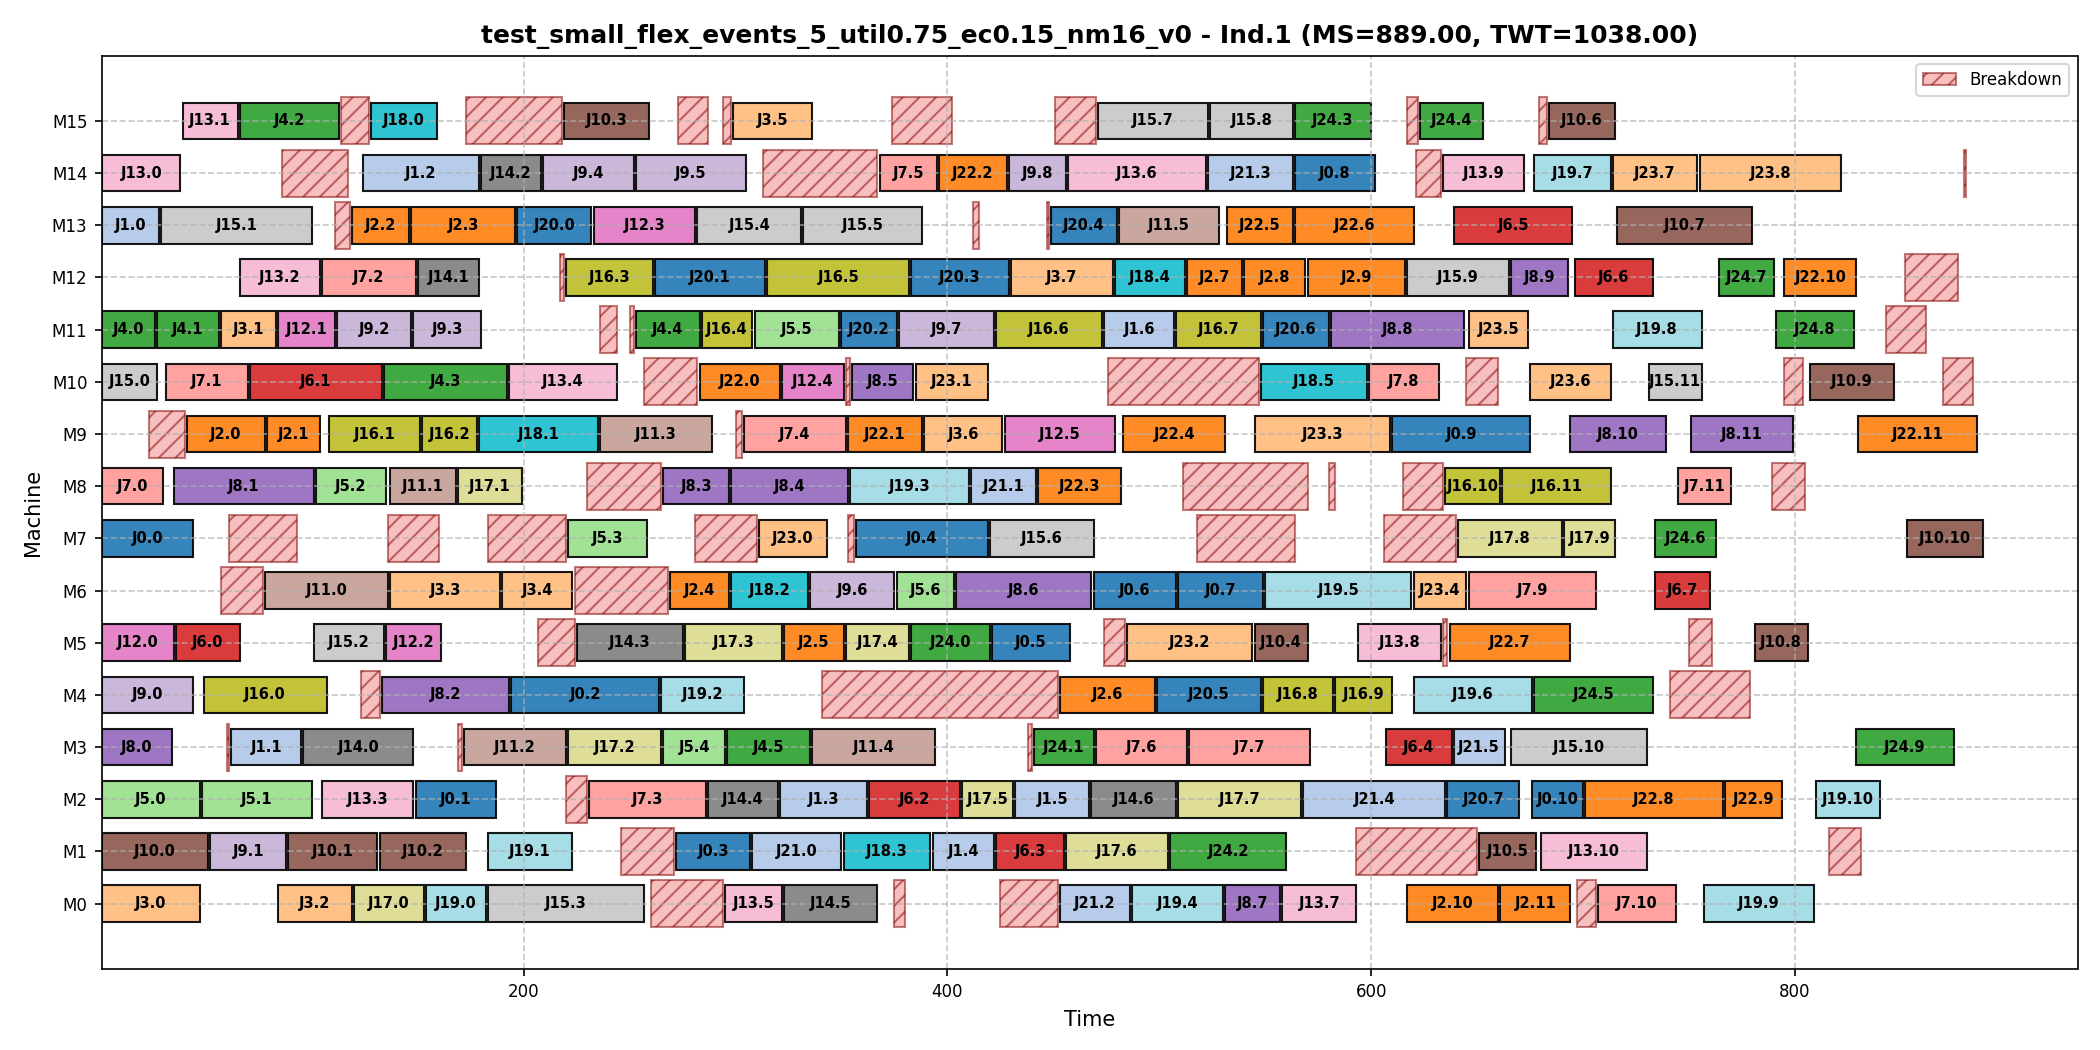 test_small_flex_events_5_util0.75_ec0.15_nm16_v0 - Ind.1 (MS=889.00, TWT=1038.00)
Breakdown
M15 J13.1 J4.2 J18.0 J10.3 J3.5 J15.7 J15.8 J24.3 J24.4 J10.6
M14 J13.0 J1.2 J14.2 J9.4 J9.5 J7.5 J22.2 J9.8 J13.6 J21.3 J0.8 J13.9 J19.7 J23.7 J23.8
M13 J1.0 J15.1 J2.2 J2.3 J20.0 J12.3 J15.4 J15.5 J20.4 J11.5 J22.5 J22.6 J6.5 J10.7
M12 J13.2 J7.2 J14.1 J16.3 J20.1 J16.5 J20.3 J3.7 J18.4 J2.7 J2.8 J2.9 J15.9 J8.9 J6.6 J24.7 J22.10
M11 J4.0 J4.1 J3.1 J12.1 J9.2 J9.3 J4.4 J16.4 J5.5 J20.2 J9.7 J16.6 J1.6 J16.7 J20.6 J8.8 J23.5 J19.8 J24.8
M10 J15.0 J7.1 J6.1 J4.3 J13.4 J22.0 J12.4 J8.5 J23.1 J18.5 J7.8 J23.6 J15.11 J10.9
M9 J2.0 J2.1 J16.1 J16.2 J18.1 J11.3 J7.4 J22.1 J3.6 J12.5 J22.4 J23.3 J0.9 J8.10 J8.11 J22.11
M8 J7.0 J8.1 J5.2 J11.1 J17.1 J8.3 J8.4 J19.3 J21.1 J22.3 J16.10 J16.11 J7.11
M7 J0.0 J5.3 J23.0 J0.4 J15.6 J17.8 J17.9 J24.6 J10.10
M6 J11.0 J3.3 J3.4 J2.4 J18.2 J9.6 J5.6 J8.6 J0.6 J0.7 J19.5 J23.4 J7.9 J6.7
M5 J12.0 J6.0 J15.2 J12.2 J14.3 J17.3 J2.5 J17.4 J24.0 J0.5 J23.2 J10.4 J13.8 J22.7 J10.8
M4 J9.0 J16.0 J8.2 J0.2 J19.2 J2.6 J20.5 J16.8 J16.9 J19.6 J24.5
M3 J8.0 J1.1 J14.0 J11.2 J17.2 J5.4 J4.5 J11.4 J24.1 J7.6 J7.7 J6.4 J21.5 J15.10 J24.9
M2 J5.0 J5.1 J13.3 J0.1 J7.3 J14.4 J1.3 J6.2 J17.5 J1.5 J14.6 J17.7 J21.4 J20.7 J0.10 J22.8 J22.9 J19.10
M1 J10.0 J9.1 J10.1 J10.2 J19.1 J0.3 J21.0 J18.3 J1.4 J6.3 J17.6 J24.2 J10.5 J13.10
M0 J3.0 J3.2 J17.0 J19.0 J15.3 J13.5 J14.5 J21.2 J19.4 J8.7 J13.7 J2.10 J2.11 J7.10 J19.9
200 400 600 800
Time
Machine